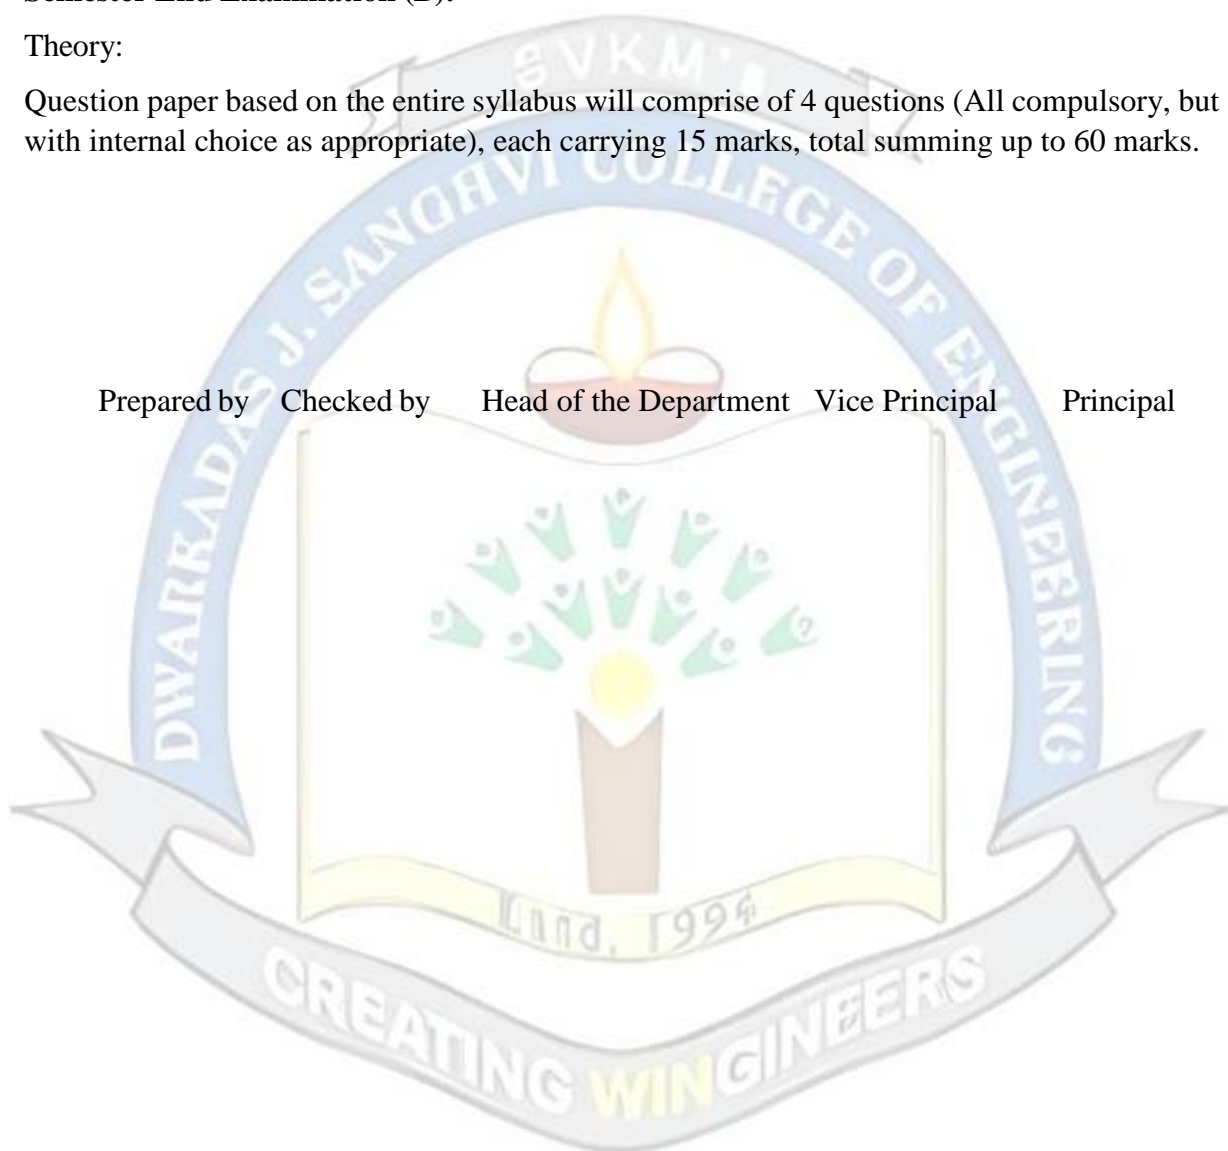 Semester End Examination (B):
Theory:
Question paper based on the entire syllabus will comprise of 4 questions (All compulsory, but
with internal choice as appropriate), each carrying 15 marks, total summing up to 60 marks.
SVKM's
DWARKADAS J. SANGHVI COLLEGE OF ENGINEERING
Prepared by Checked by Head of the Department Vice Principal Principal
1994
CREATING WINGINEERS